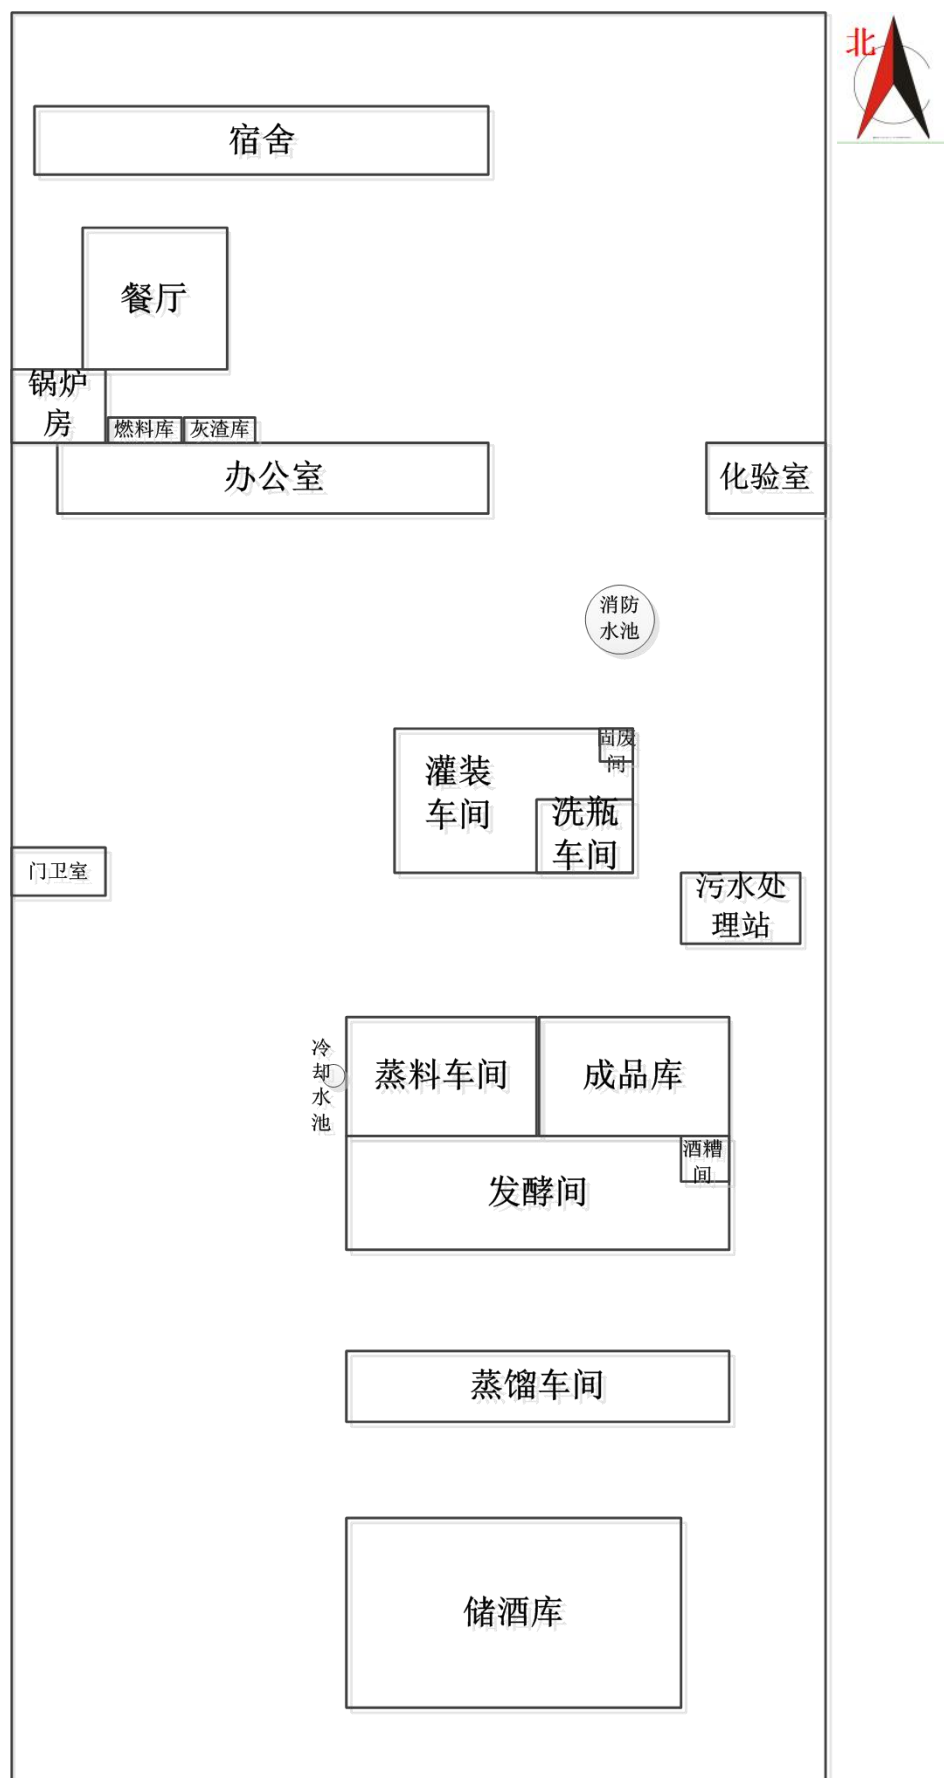 北
宿舍
餐厅
锅炉
房
燃料库
灰渣库
办公室
化验室
消防
水池
固废
间
灌装
车间
洗瓶
车间
门卫室
污水处
理站
冷
却
水
池
蒸料车间
成品库
酒糟
间
发酵间
蒸馏车间
储酒库